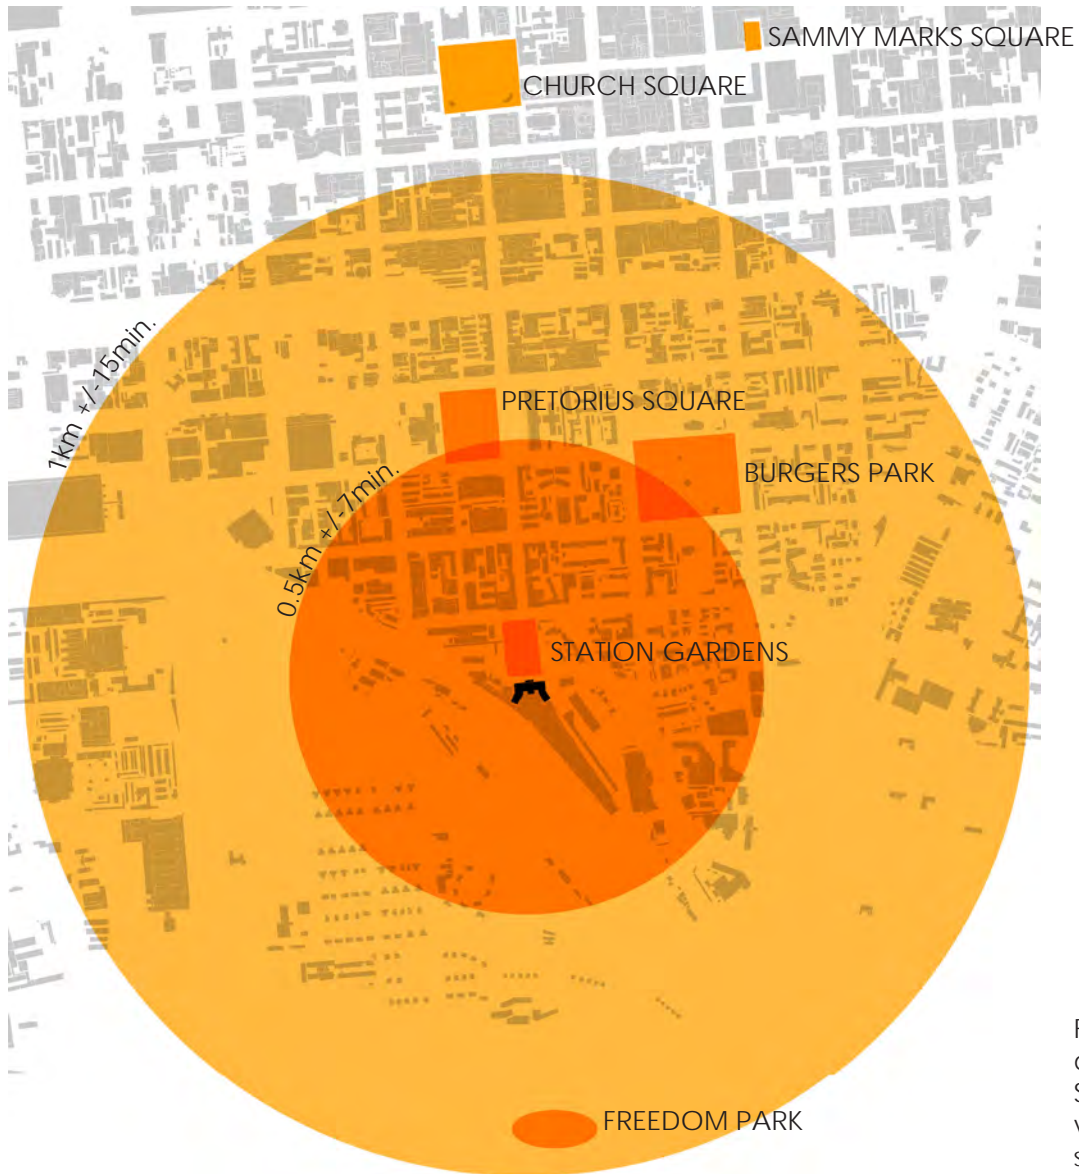 SAMMY MARKS SQUARE
CHURCH SQUARE
1km +/-15min.
PRETORIUS SQUARE
BURGERS PARK
0.5km +/-7min.
STATION GARDENS
FREEDOM PARK